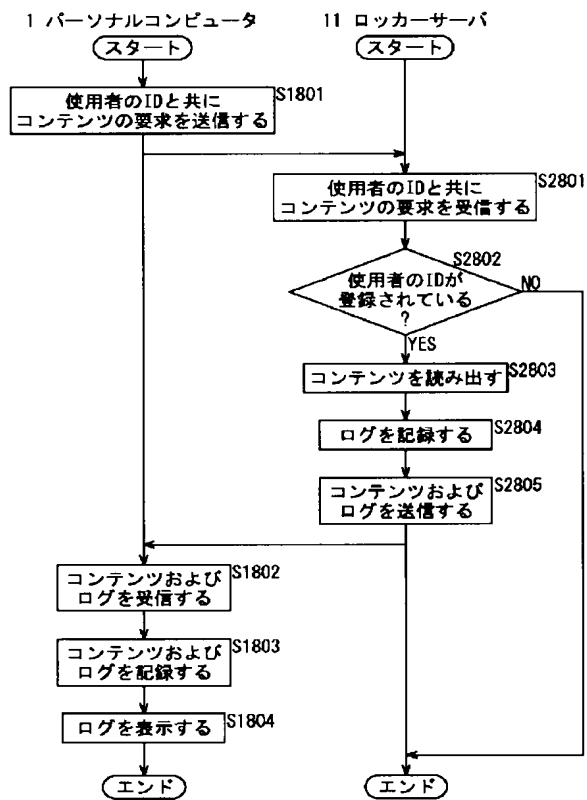 1 パーソナルコンピュータ
11 ロッカーサーバ
スタート
スタート
使用者のIDと共に
コンテンツの要求を送信する
S1801
使用者のIDと共に
コンテンツの要求を受信する
S2801
使用者のIDが
登録されている
?
S2802
NO
YES
コンテンツを読み出す
S2803
ログを記録する
S2804
コンテンツおよび
ログを送信する
S2805
コンテンツおよび
ログを受信する
S1802
コンテンツおよび
ログを記録する
S1803
ログを表示する
S1804
エンド
エンド